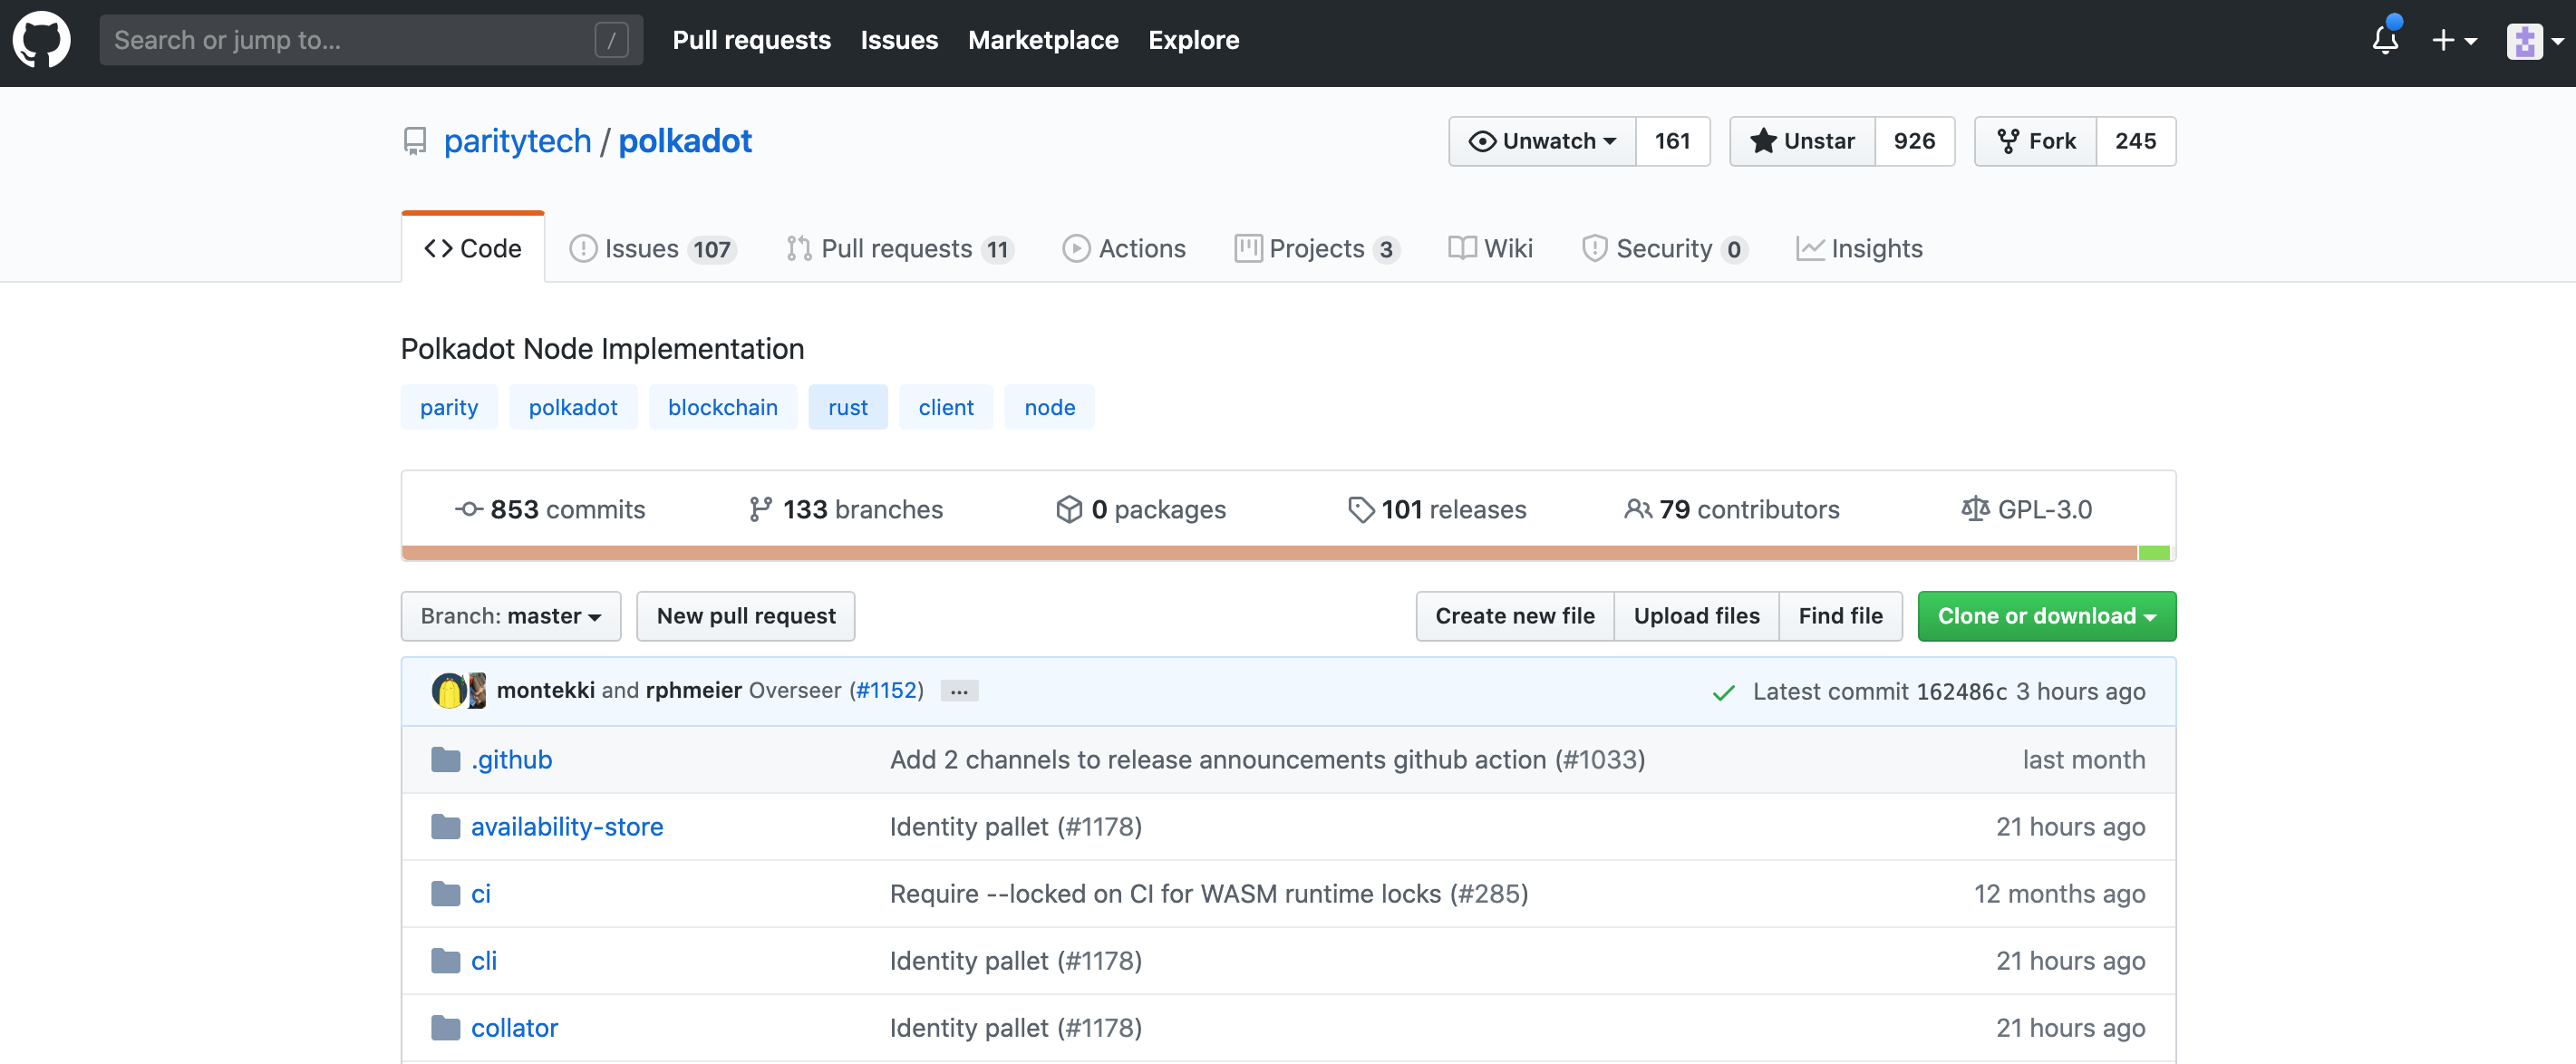 Search or jump to... /
Pull requests Issues Marketplace Explore
paritytech / polkadot
Unwatch 161 Unstar 926 Fork 245
Code Issues 107 Pull requests 11 Actions Projects 3 Wiki Security 0 Insights
Polkadot Node Implementation
parity polkadot blockchain rust client node
853 commits 133 branches 0 packages 101 releases 79 contributors GPL-3.0
Branch: master New pull request Create new file Upload files Find file Clone or download
montekki and rphmeier Overseer (#1152) ... Latest commit 162486c 3 hours ago
.github Add 2 channels to release announcements github action (#1033) last month
availability-store Identity pallet (#1178) 21 hours ago
ci Require --locked on CI for WASM runtime locks (#285) 12 months ago
cli Identity pallet (#1178) 21 hours ago
collator Identity pallet (#1178) 21 hours ago